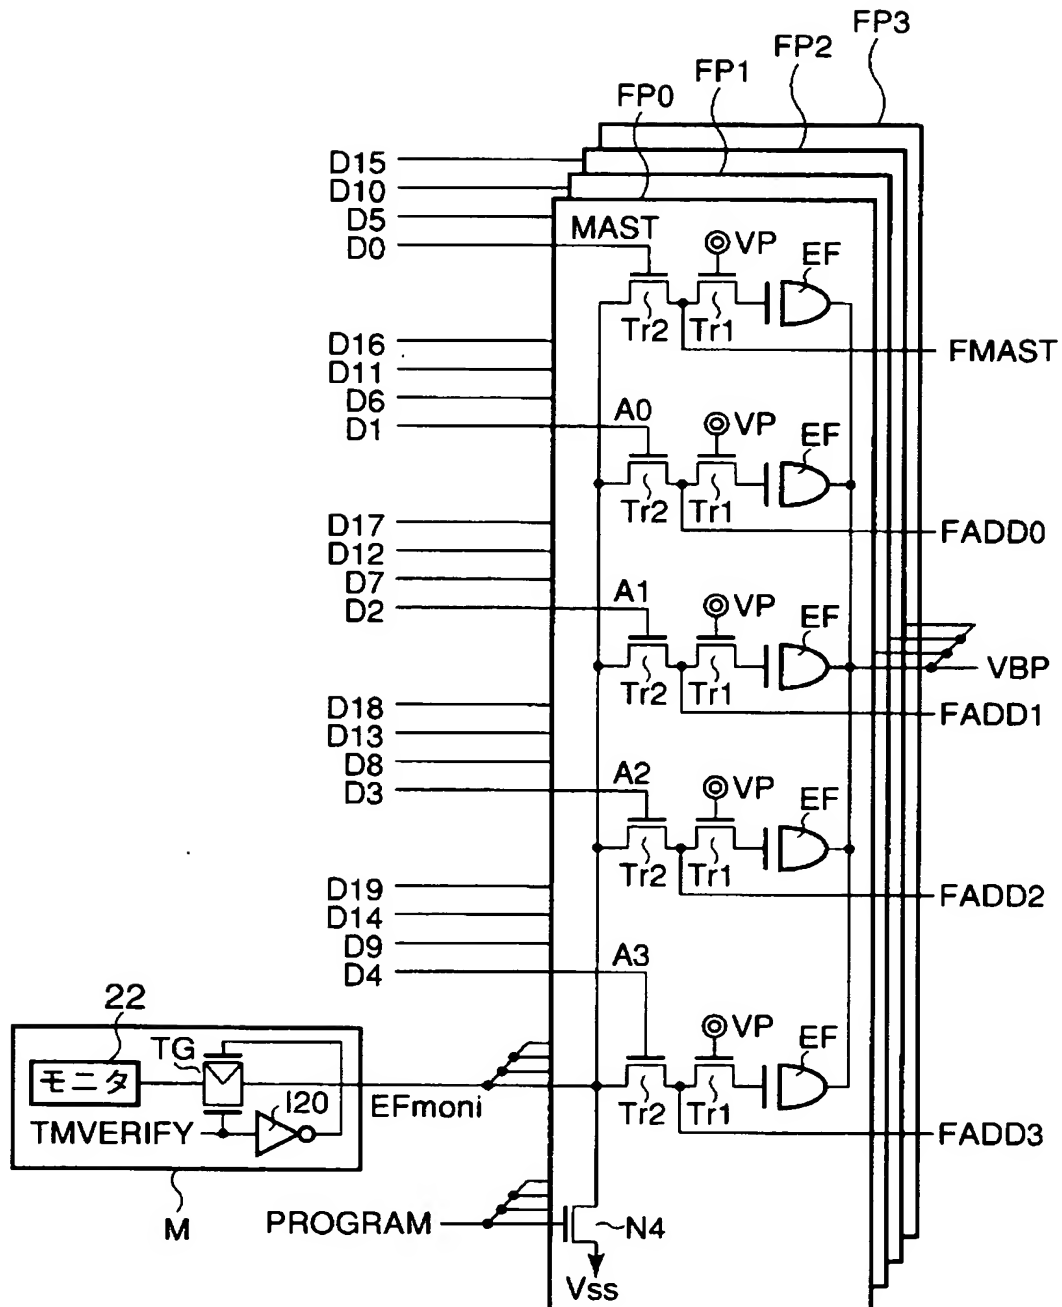 FP3
FP2
FP1
FP0
D15
D10
D5
D0
MAST
VP
EF
Tr2
Tr1
FMAST
D16
D11
D6
D1
A0
VP
EF
Tr2
Tr1
FADD0
D17
D12
D7
D2
A1
VP
EF
Tr2
Tr1
VBP
FADD1
D18
D13
D8
D3
A2
VP
EF
Tr2
Tr1
FADD2
D19
D14
D9
D4
A3
VP
EF
Tr2
Tr1
FADD3
22
TG
モニタ
I20
TMVERIFY
EFmoni
M
PROGRAM
N4
Vss